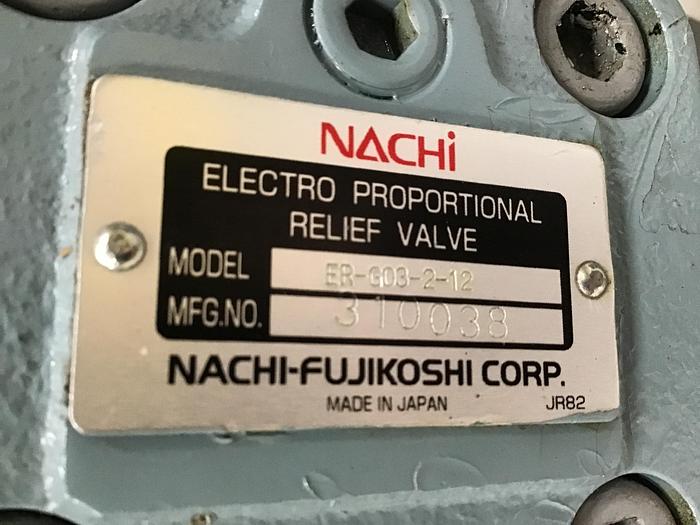 NACHi
ELECTRO PROPORTIONAL
RELIEF VALVE
MODEL ER-G03-2-12
MFG.NO. 310038
NACHI-FUJIKOSHI CORP.
MADE IN JAPAN JR82